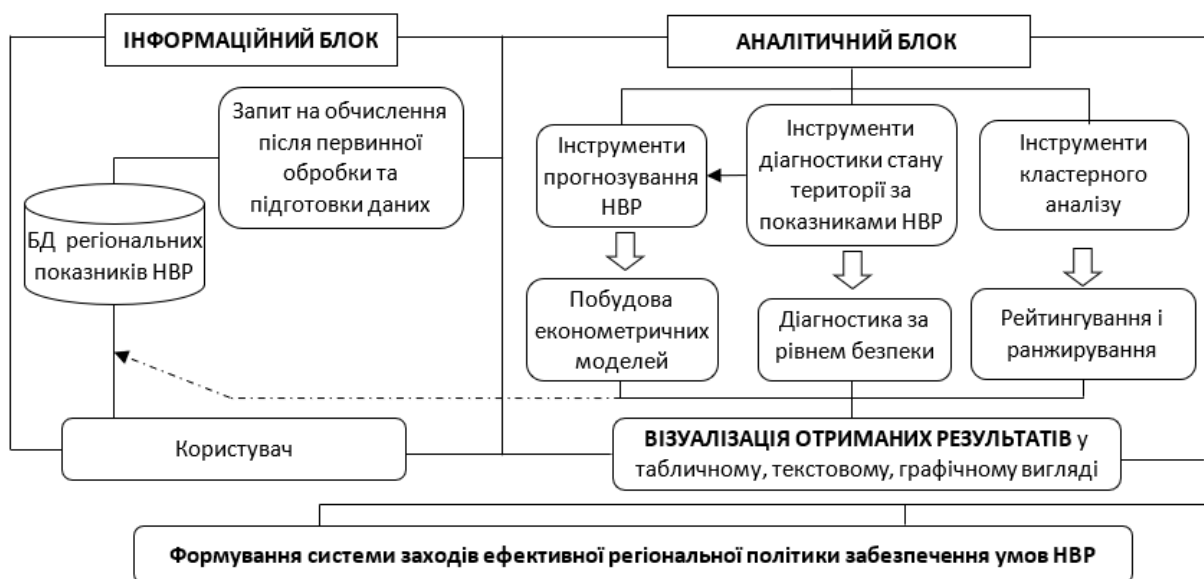 ІНФОРМАЦІЙНИЙ БЛОК
Запит на обчислення
після первинної
обробки та
підготовки даних
БД регіональних
показників НВР
Користувач
АНАЛІТИЧНИЙ БЛОК
Інструменти
прогнозування
НВР
Інструменти
діагностики стану
території за
показниками НВР
Інструменти
кластерного
аналізу
Побудова
економетричних
моделей
Діагностика за
рівнем безпеки
Рейтингування і
ранжирування
ВІЗУАЛІЗАЦІЯ ОТРИМАНИХ РЕЗУЛЬТАТІВ у
табличному, текстовому, графічному вигляді
Формування системи заходів ефективної регіональної політики забезпечення умов НВР